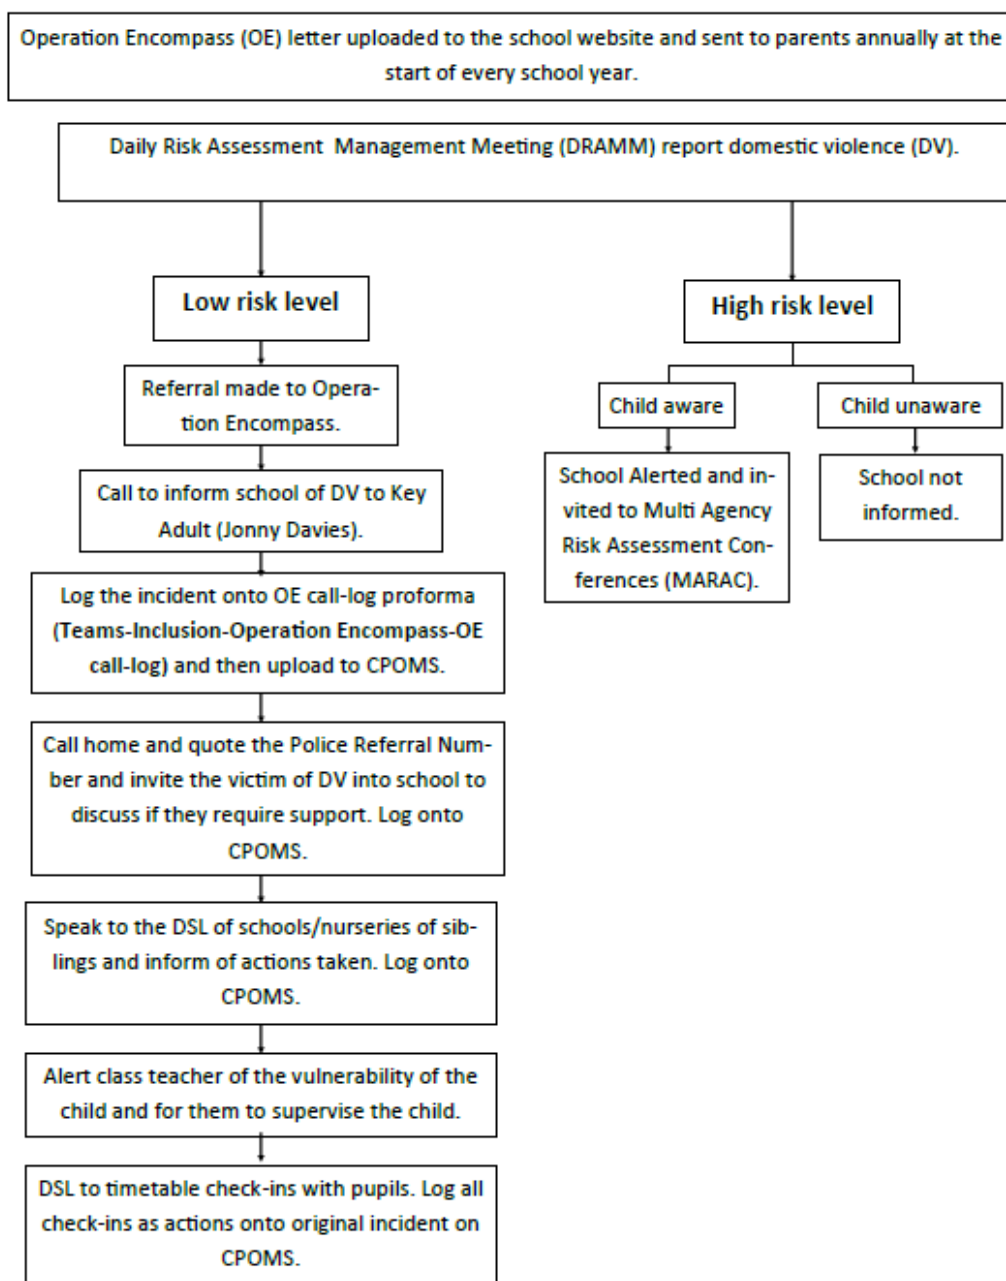 Operation Encompass (OE) letter uploaded to the school website and sent to parents annually at the
start of every school year.
Daily Risk Assessment Management Meeting (DRAMM) report domestic violence (DV).
Low risk level
Referral made to Opera-
tion Encompass.
Call to inform school of DV to Key
Adult (Jonny Davies).
Log the incident onto OE call-log proforma
(Teams-Inclusion-Operation Encompass-OE
call-log) and then upload to CPOMS.
Call home and quote the Police Referral Num-
ber and invite the victim of DV into school to
discuss if they require support. Log onto
CPOMS.
Speak to the DSL of schools/nurseries of sib-
lings and inform of actions taken. Log onto
CPOMS.
Alert class teacher of the vulnerability of the
child and for them to supervise the child.
DSL to timetable check-ins with pupils. Log all
check-ins as actions onto original incident on
CPOMS.
High risk level
Child aware
School Alerted and in-
vited to Multi Agency
Risk Assessment Con-
ferences (MARAC).
Child unaware
School not
informed.